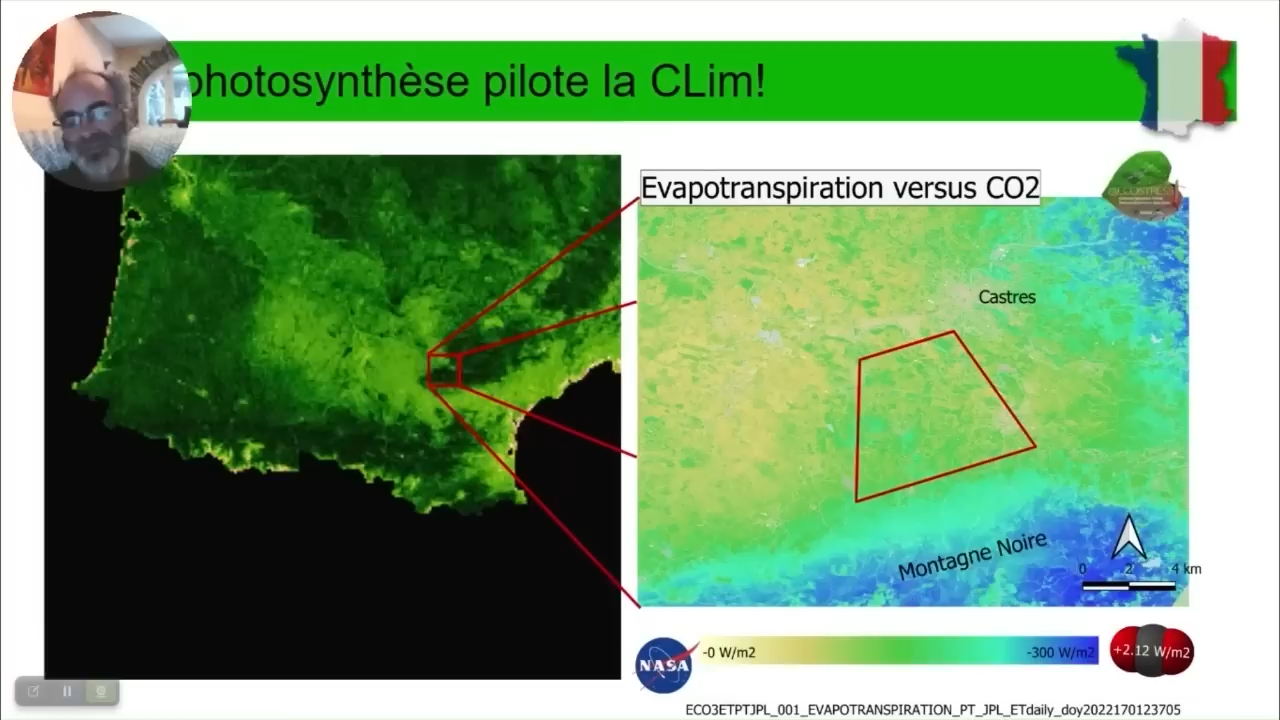 photosynthèse pilote la CLim!
Evapotranspiration versus CO2
Castres
Montagne Noire
0 2 4 km
NASA
-0 W/m2
-300 W/m2
+2.12 W/m2
ECO3ETPTJPL_001_EVAPOTRANSPIRATION_PT_JPL_ETdaily_doy2022170123705